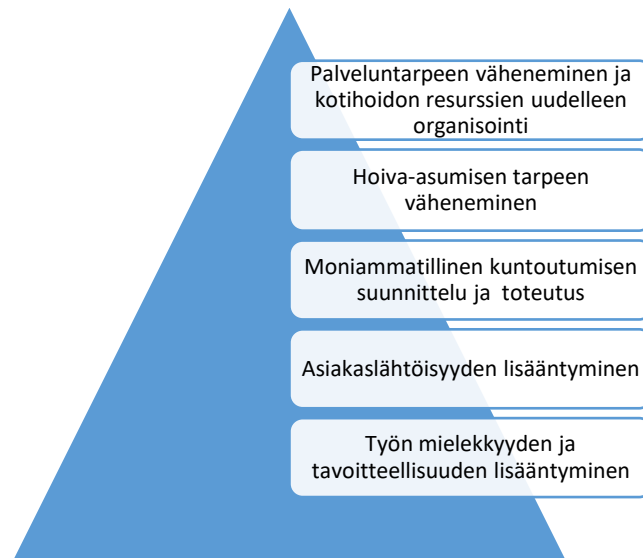 Palveluntarpeen väheneminen ja
kotihoidon resurssien uudelleen
organisointi
Hoiva-asumisen tarpeen
väheneminen
Moniammatillinen kuntoutumisen
suunnittelu ja toteutus
Asiakaslähtöisyyden lisääntyminen
Työn mielekkyyden ja
tavoitteellisuuden lisääntyminen